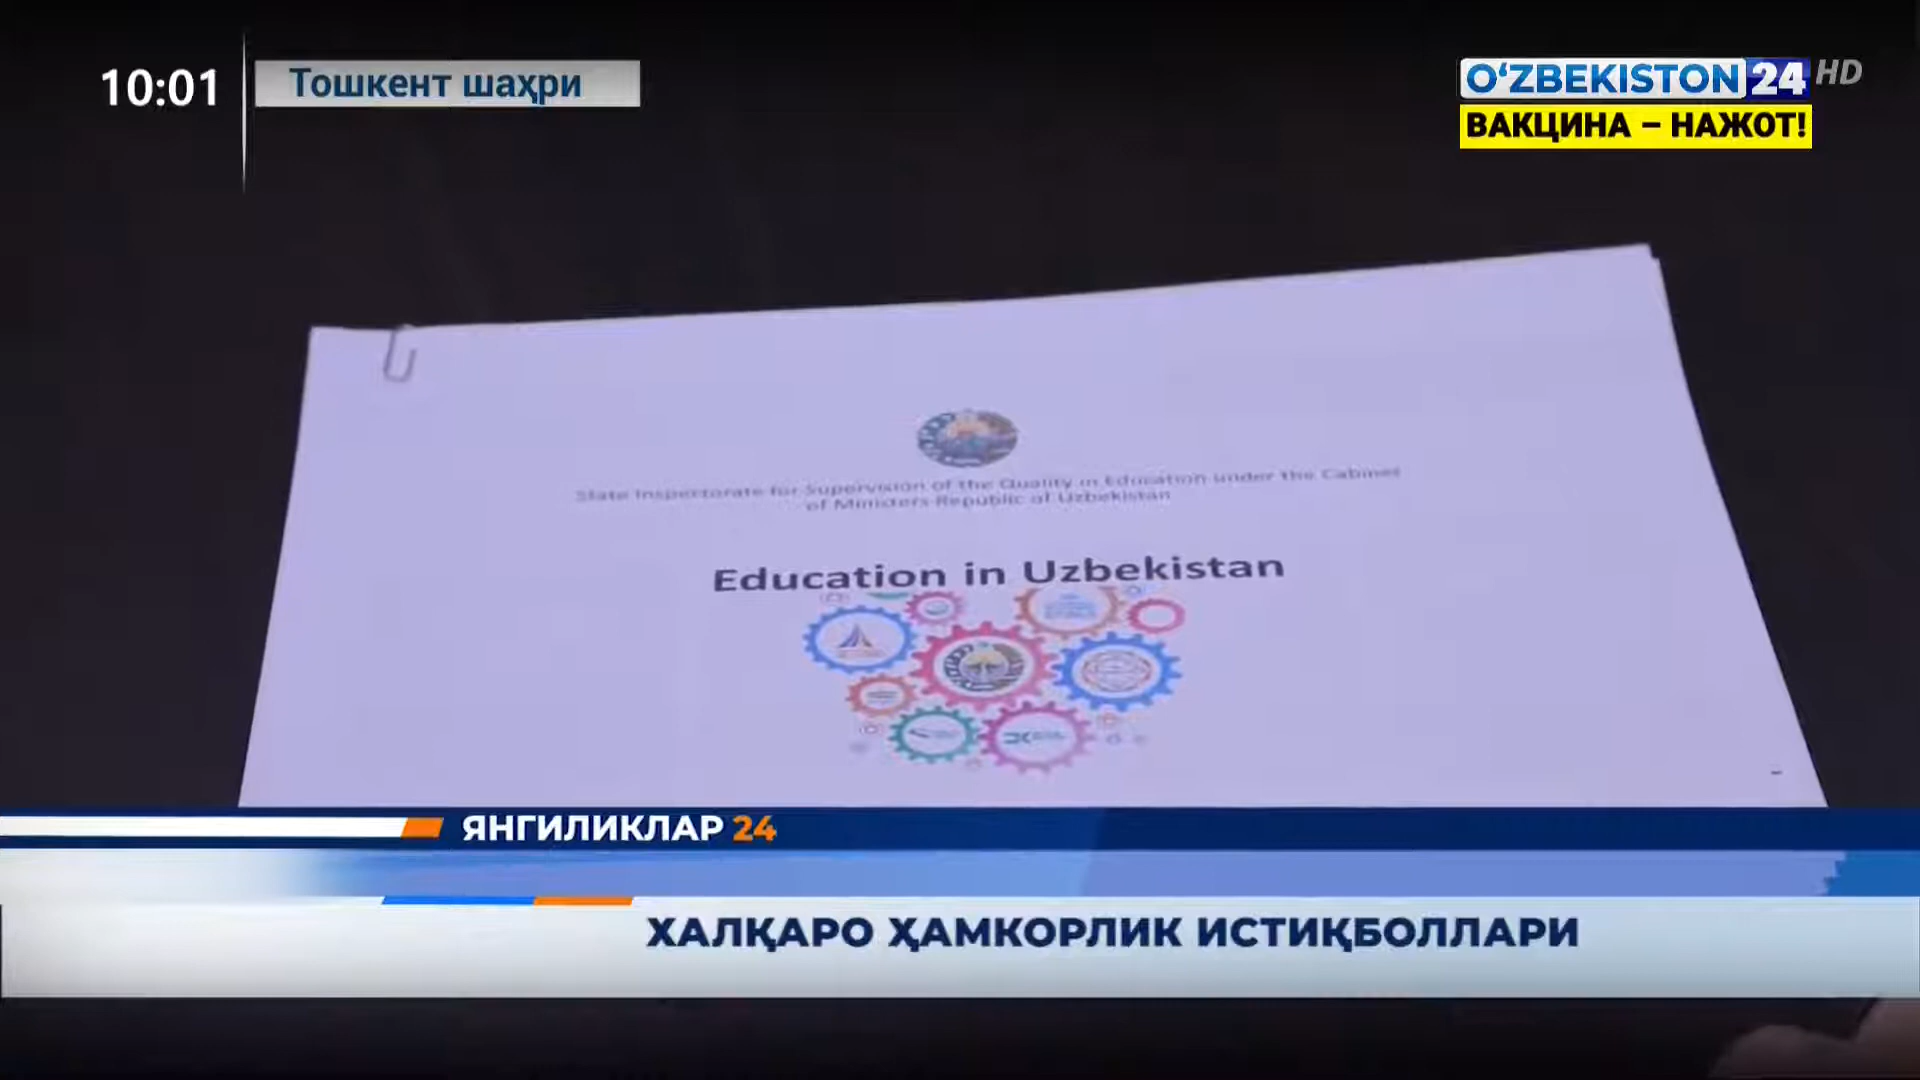 10:01
Тошкент шаҳри
O‘ZBEKISTON 24 HD
ВАКЦИНА – НАЖОТ!
State Inspectorate for Supervision of the Quality in Education under the Cabinet
of Ministers Republic of Uzbekistan
Education in Uzbekistan
ЯНГИЛИКЛАР 24
ХАЛҚАРО ҲАМКОРЛИК ИСТИҚБОЛЛАРИ